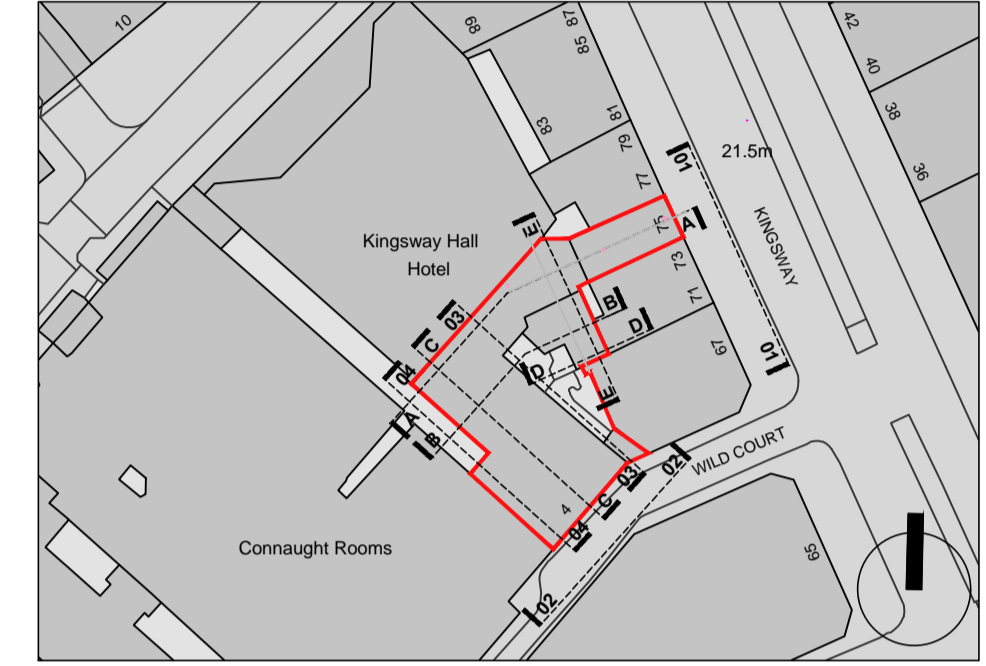 10
89
87
85
83
81
79
77
75
73
71
67
65
42
40
38
36
21.5m
KINGSWAY
WILD COURT
Kingsway Hall
Hotel
Connaught Rooms
4
01
01
A
E
B
D
03
C
04
A
B
D
E
02
03
C
04
02